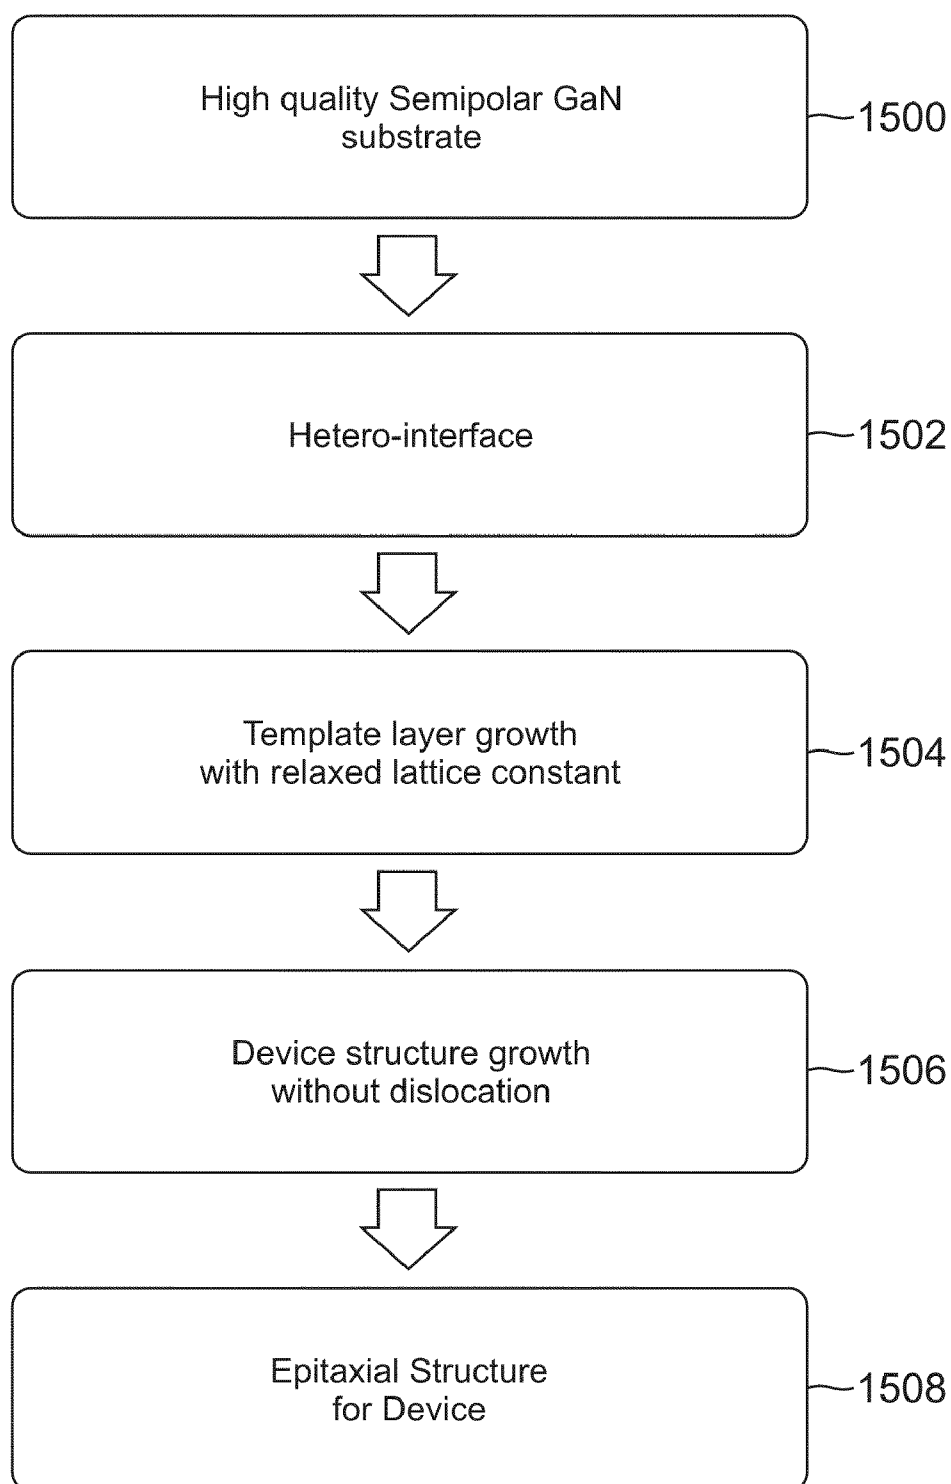 High quality Semipolar GaN
substrate
1500
Hetero-interface
1502
Template layer growth
with relaxed lattice constant
1504
Device structure growth
without dislocation
1506
Epitaxial Structure
for Device
1508